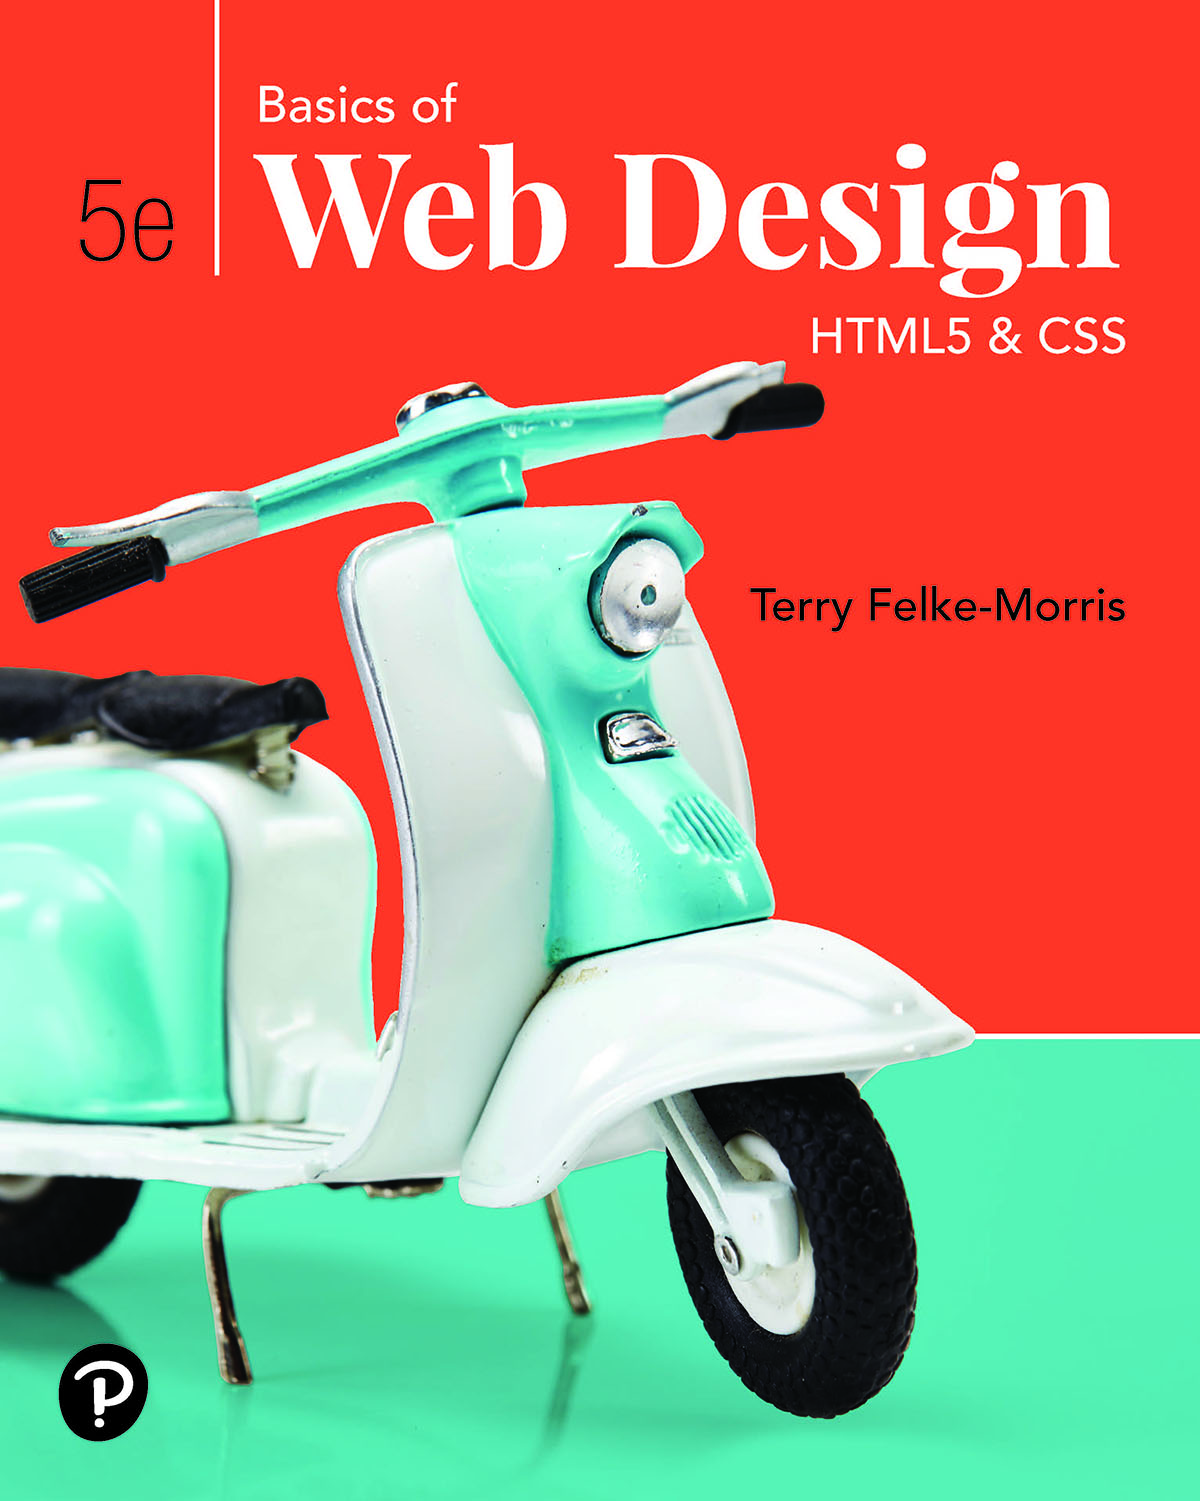 5e
Basics of
Web Design
HTML5 & CSS
Terry Felke-Morris